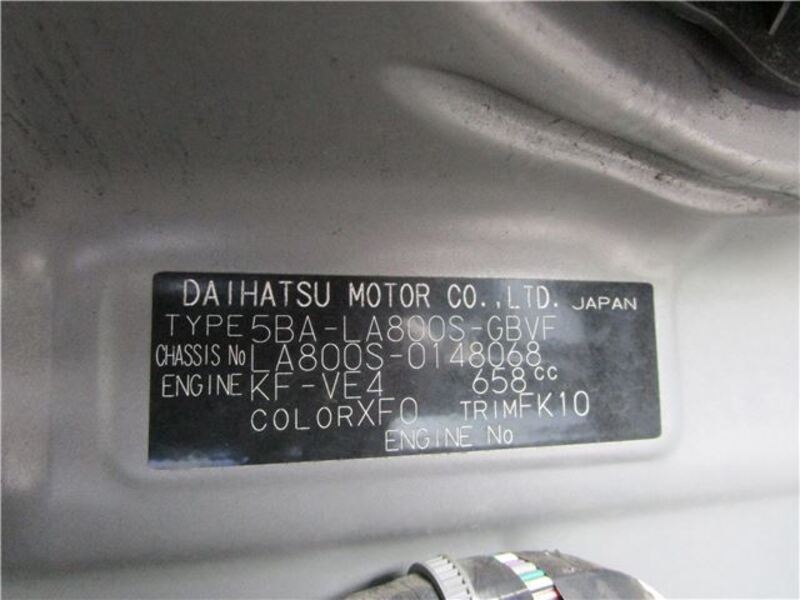 DAIHATSU MOTOR CO.,LTD. JAPAN
TYPE 5BA-LA800S-GBVF
CHASSIS No LA800S-0148068
ENGINE KF-VE4 658cc
COLOR XF0 TRIM FK10
ENGINE No